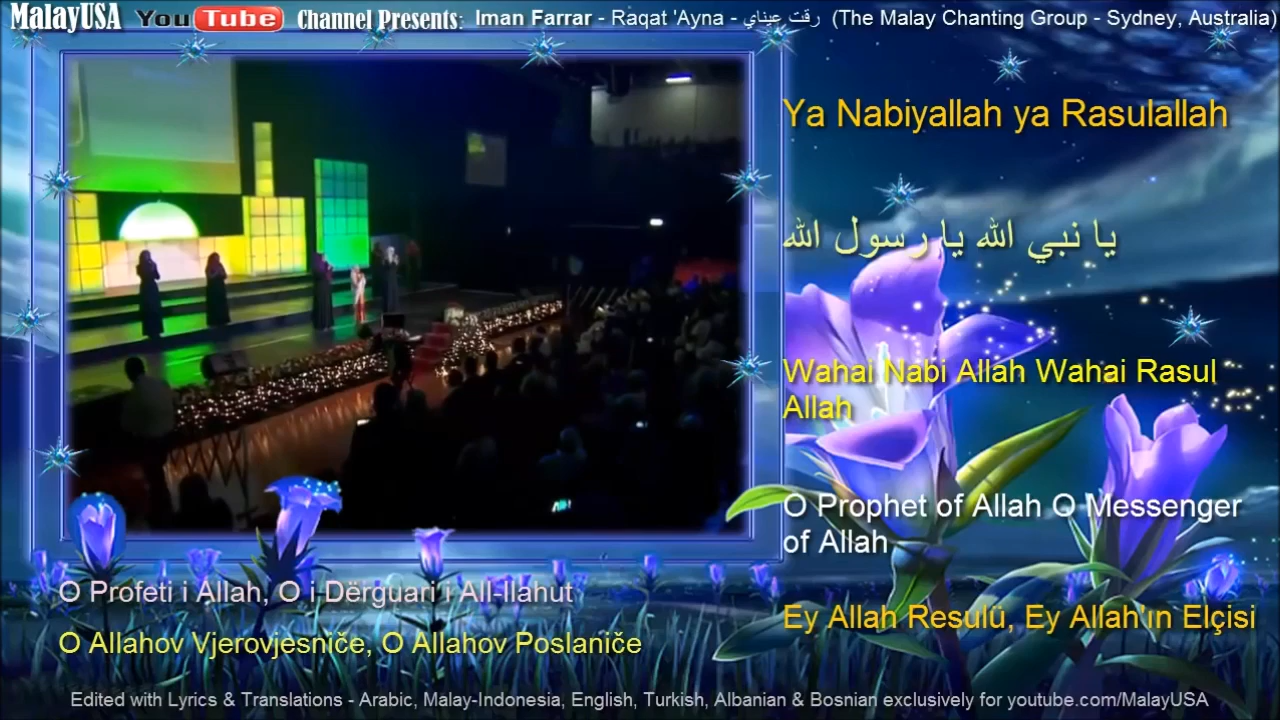 MalayUSA YouTube Channel Presents: Iman Farrar - Raqat 'Ayna - رقت عيناي (The Malay Chanting Group - Sydney, Australia)
Ya Nabiyallah ya Rasulallah
يا نبي الله يا رسول الله
Wahai Nabi Allah Wahai Rasul
Allah
O Prophet of Allah O Messenger
of Allah
Ey Allah Resulü, Ey Allah'ın Elçisi
O Profeti i Allah, O i Dërguari i All-llahut
O Allahov Vjerovjesniče, O Allahov Poslaniče
Edited with Lyrics & Translations - Arabic, Malay-Indonesia, English, Turkish, Albanian & Bosnian exclusively for youtube.com/MalayUSA